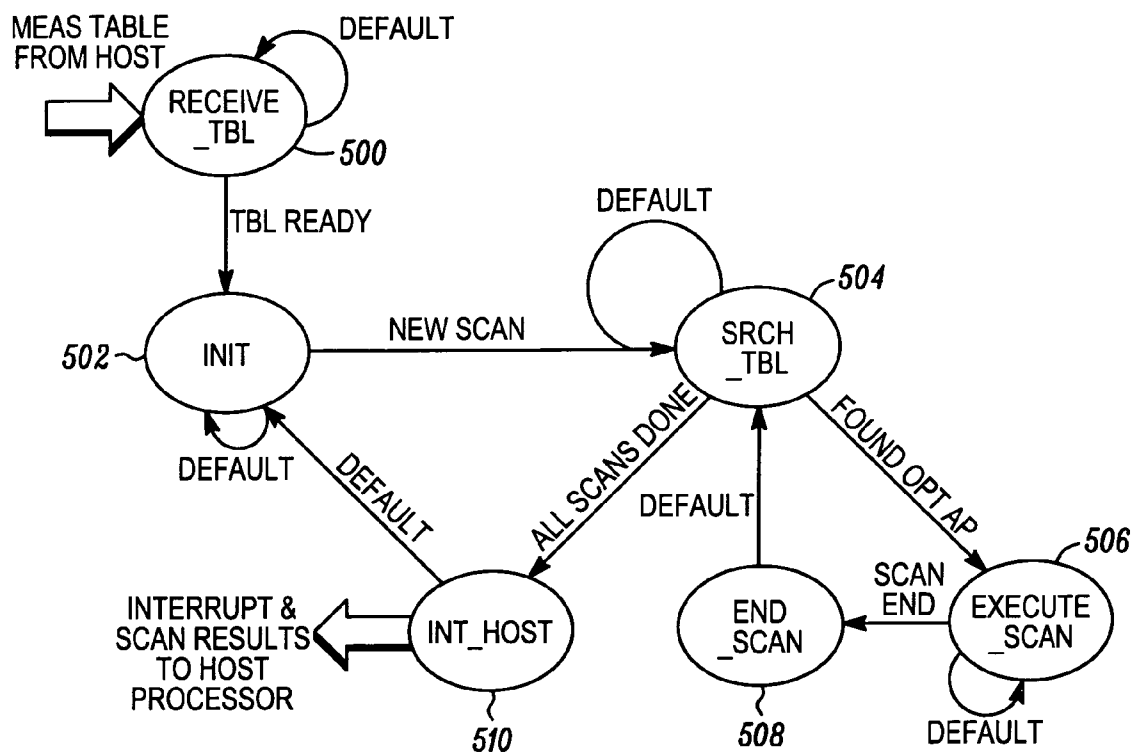 MEAS TABLE
FROM HOST
DEFAULT
RECEIVE
_TBL
500
TBL READY
DEFAULT
504
502
INIT
NEW SCAN
SRCH
_TBL
DEFAULT
DEFAULT
ALL SCANS DONE
DEFAULT
FOUND OPT AP
506
SCAN
END
INTERRUPT &
SCAN RESULTS
TO HOST
PROCESSOR
INT_HOST
END
_SCAN
EXECUTE
_SCAN
510
508
DEFAULT